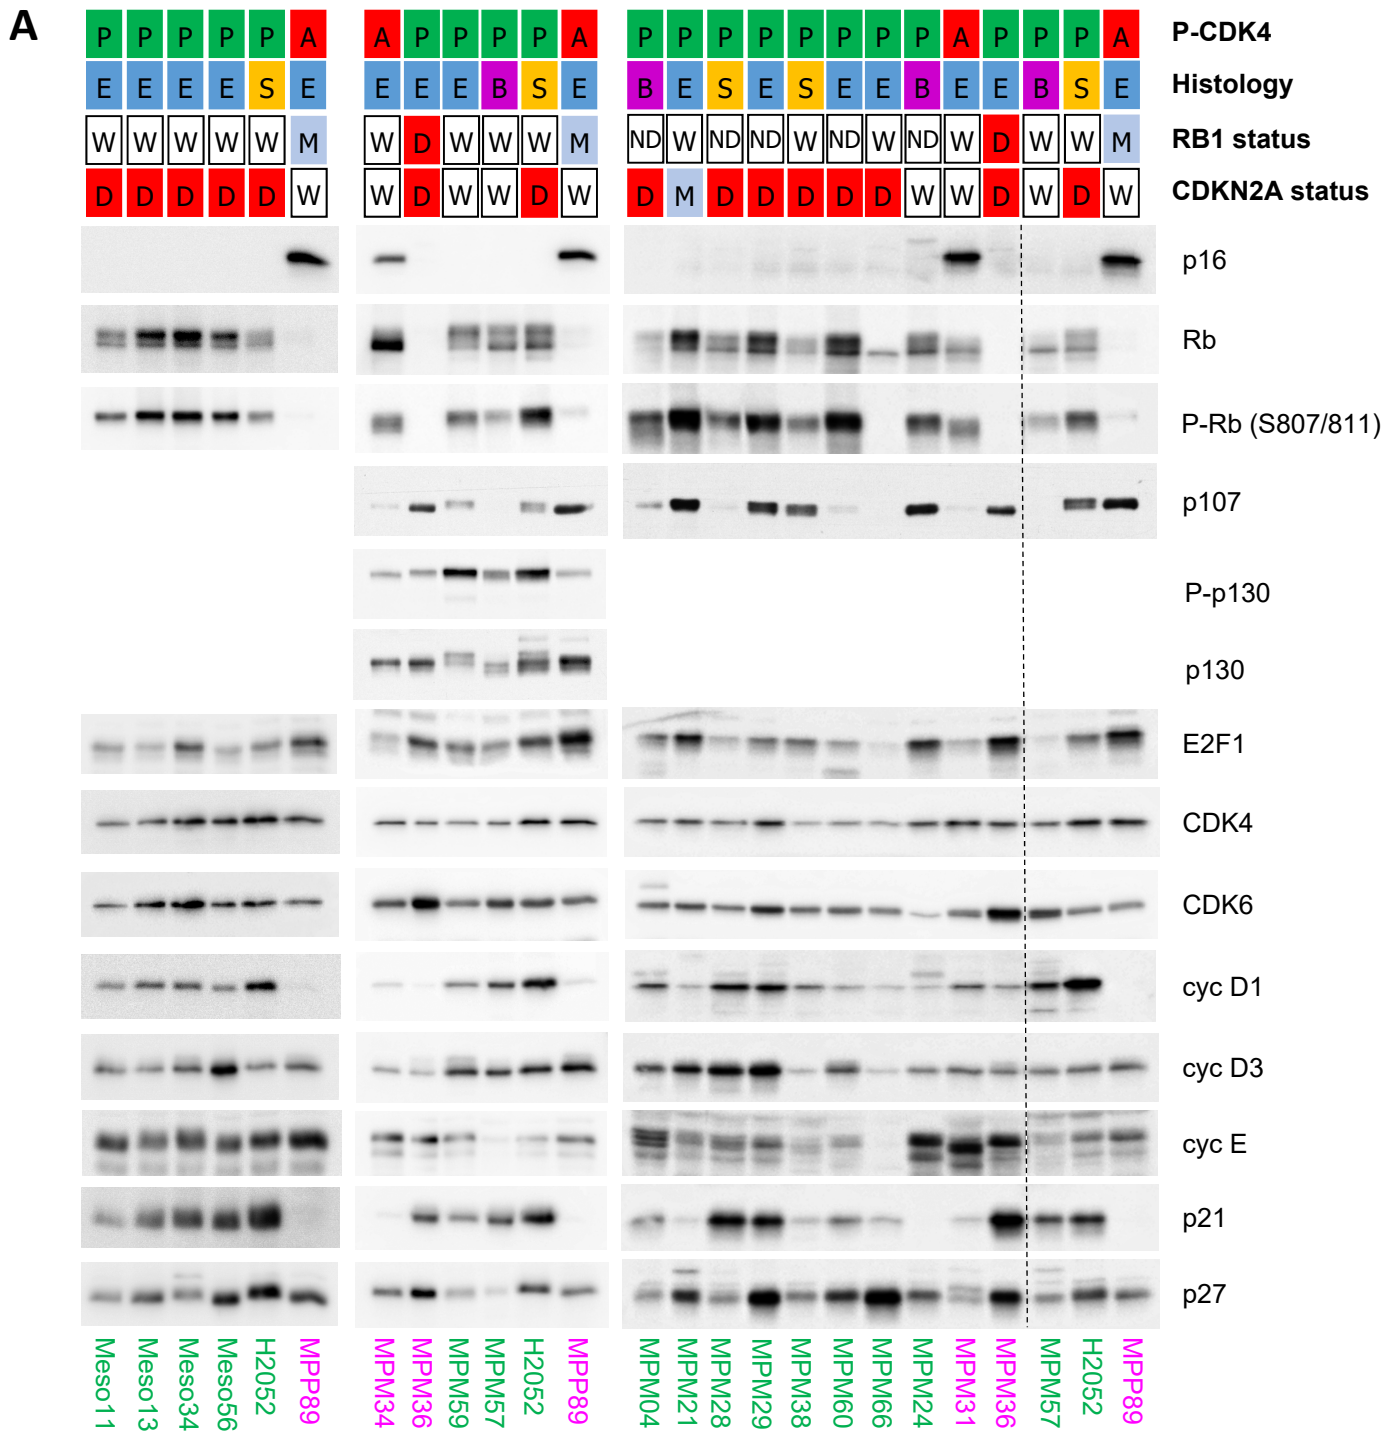 A
P P P P P A A P P P P A P P P P P P P P A P P P A P-CDK4
E E E E S E E E E B S E B E S E S E E B E E B S E Histology
W W W W W M W D W W W M ND W ND ND W ND W ND W D W W M RB1 status
D D D D D W W D W W D W D M D D D D D W W D W D W CDKN2A status
p16
Rb
P-Rb (S807/811)
p107
P-p130
p130
E2F1
CDK4
CDK6
cyc D1
cyc D3
cyc E
p21
p27
Meso11 Meso13 Meso34 Meso56 H2052 MPP89 MPM34 MPM36 MPM59 MPM57 H2052 MPP89 MPM04 MPM21 MPM28 MPM29 MPM38 MPM60 MPM66 MPM24 MPM31 MPM36 MPM57 H2052 MPP89